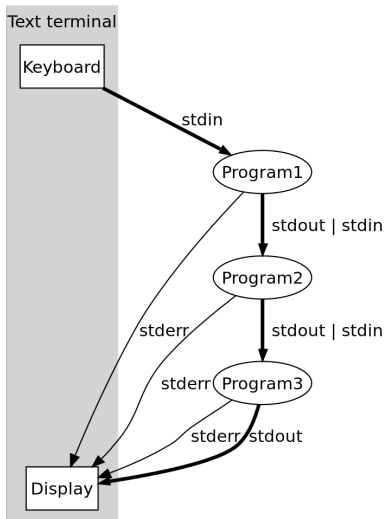 Text terminal
Keyboard
stdin
Program1
stdout | stdin
Program2
stdout | stdin
stderr
stderr
Program3
stderr
stdout
Display